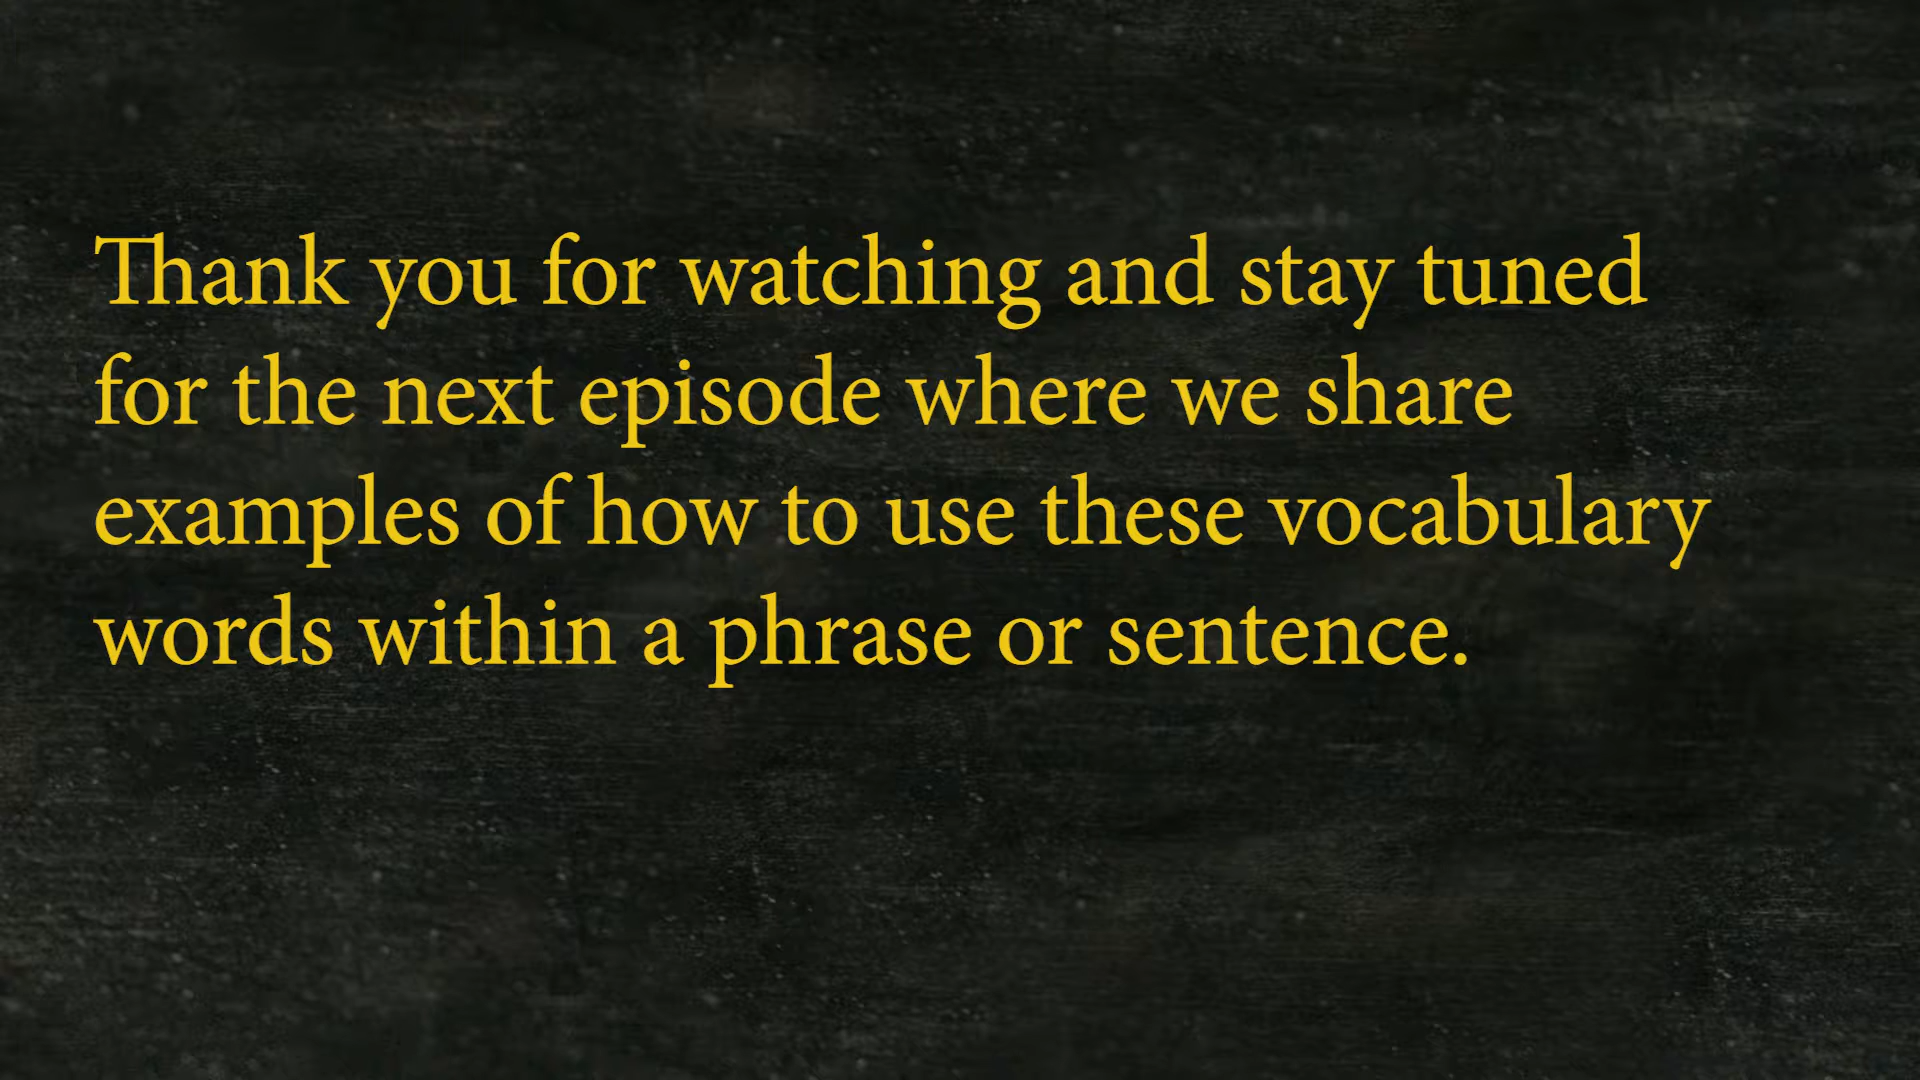 Thank you for watching and stay tuned
for the next episode where we share
examples of how to use these vocabulary
words within a phrase or sentence.